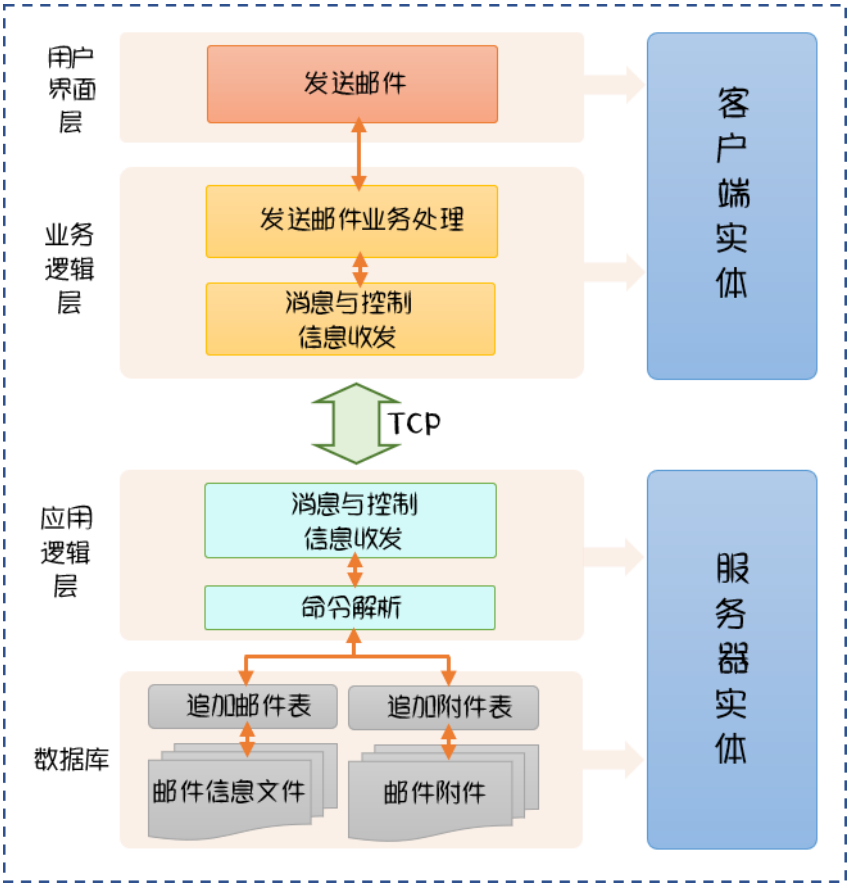 用户
界面
层
发送邮件
客
户
端
实
体
业务
逻辑
层
发送邮件业务处理
消息与控制
信息收发
TCP
应用
逻辑
层
消息与控制
信息收发
命令解析
服
务
器
实
体
数据库
追加邮件表
追加附件表
邮件信息文件
邮件附件